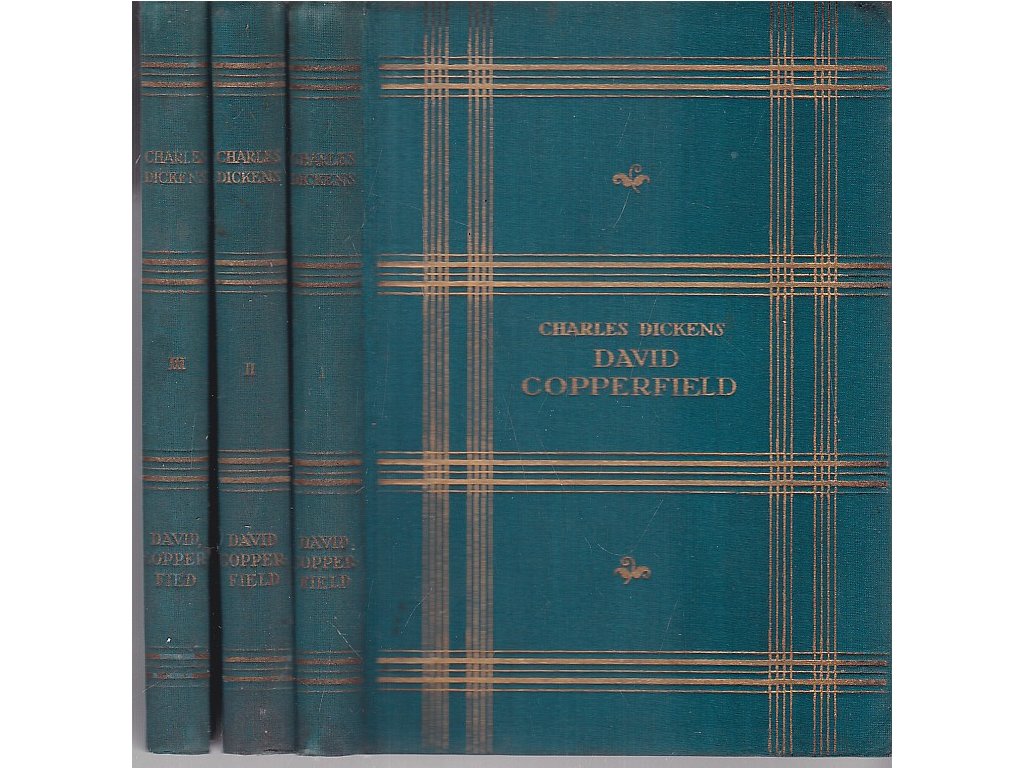 CHARLES
DICKENS
III
DAVID
COPPER
FIED
CHARLES
DICKENS
II
DAVID
COPPER
FIELD
CHARLES
DICKENS
I
DAVID
COPPER
FIELD
CHARLES DICKENS
DAVID
COPPERFIELD